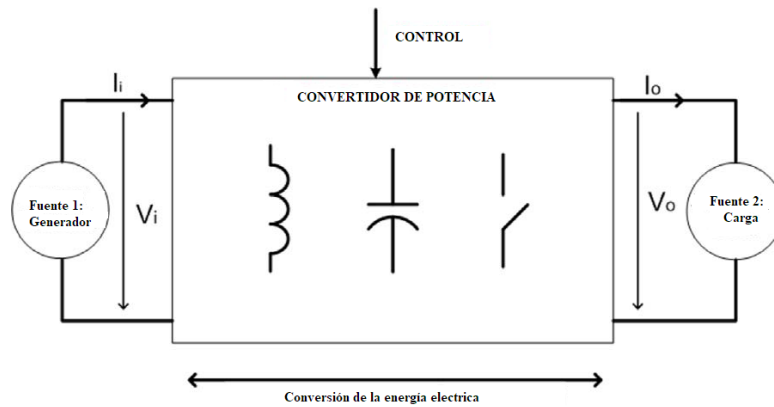 CONTROL
CONVERTIDOR DE POTENCIA
Ii
Io
Fuente 1:
Generador
Vi
Vo
Fuente 2:
Carga
Conversión de la energía electrica